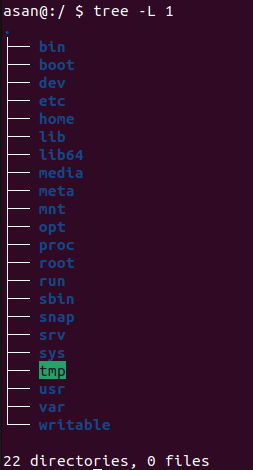 asan@:/ $ tree -L 1
.
├── bin
├── boot
├── dev
├── etc
├── home
├── lib
├── lib64
├── media
├── meta
├── mnt
├── opt
├── proc
├── root
├── run
├── sbin
├── snap
├── srv
├── sys
├── tmp
├── usr
├── var
└── writable
22 directories, 0 files